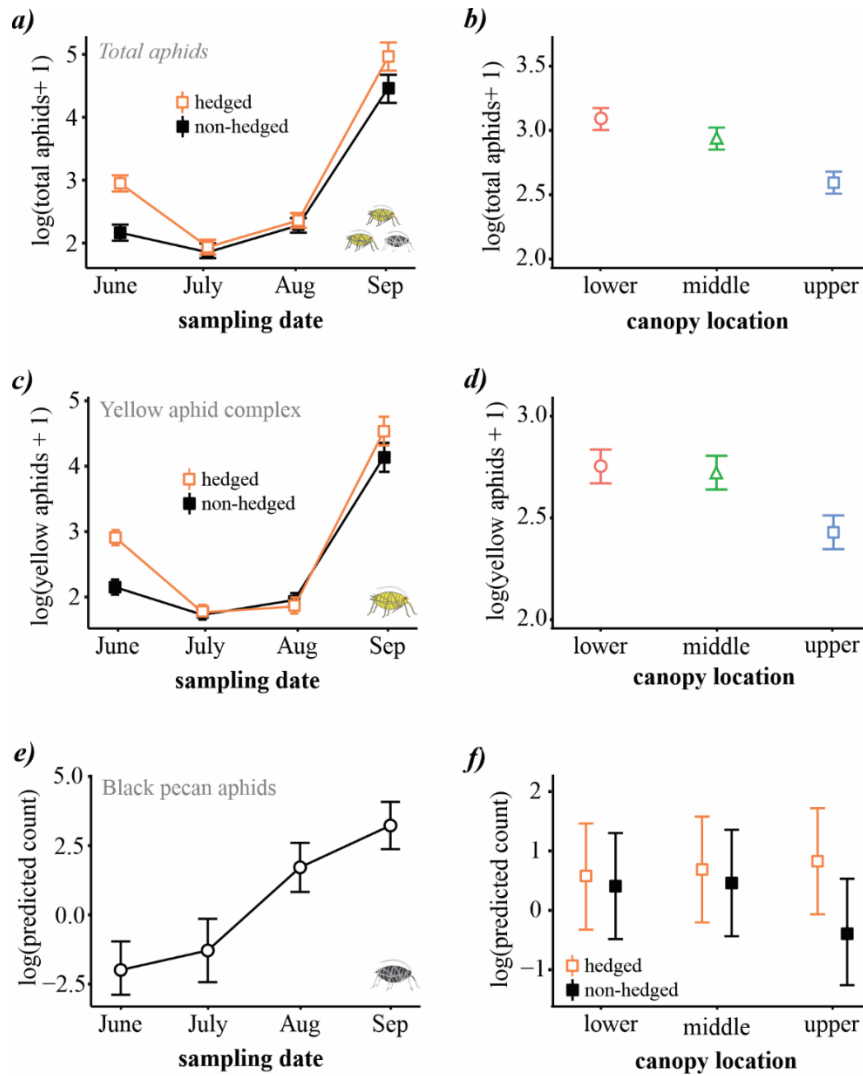 a)
Total aphids
log(total aphids+ 1)
5
4
3
2
hedged
non-hedged
June July Aug Sep
sampling date
b)
log(total aphids + 1)
3.5
3.0
2.5
2.0
lower middle upper
canopy location
c)
Yellow aphid complex
log(yellow aphids + 1)
5
4
3
2
hedged
non-hedged
June July Aug Sep
sampling date
d)
log(yellow aphids + 1)
3.0
2.5
2.0
lower middle upper
canopy location
e)
Black pecan aphids
log(predicted count)
5.0
2.5
0.0
−2.5
June July Aug Sep
sampling date
f)
log(predicted count)
2
1
0
−1
hedged
non-hedged
lower middle upper
canopy location